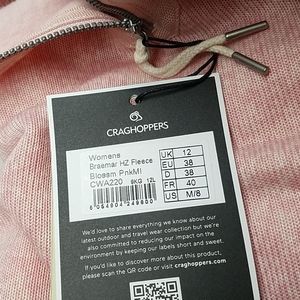 CRAGHOPPERS
Womens
Braemar HZ Fleece
Blossm PnkMl
CWA220 6KG 12L
UK 12
EU 38
D 38
FR 40
US M/8
We'd love to share everything we know about our
latest outdoor and travel wear collection but we're
also committed to reducing our impact on the
environment by keeping our labels short and sweet.
If you'd like to discover more about this product,
please scan the QR code or visit craghoppers.com